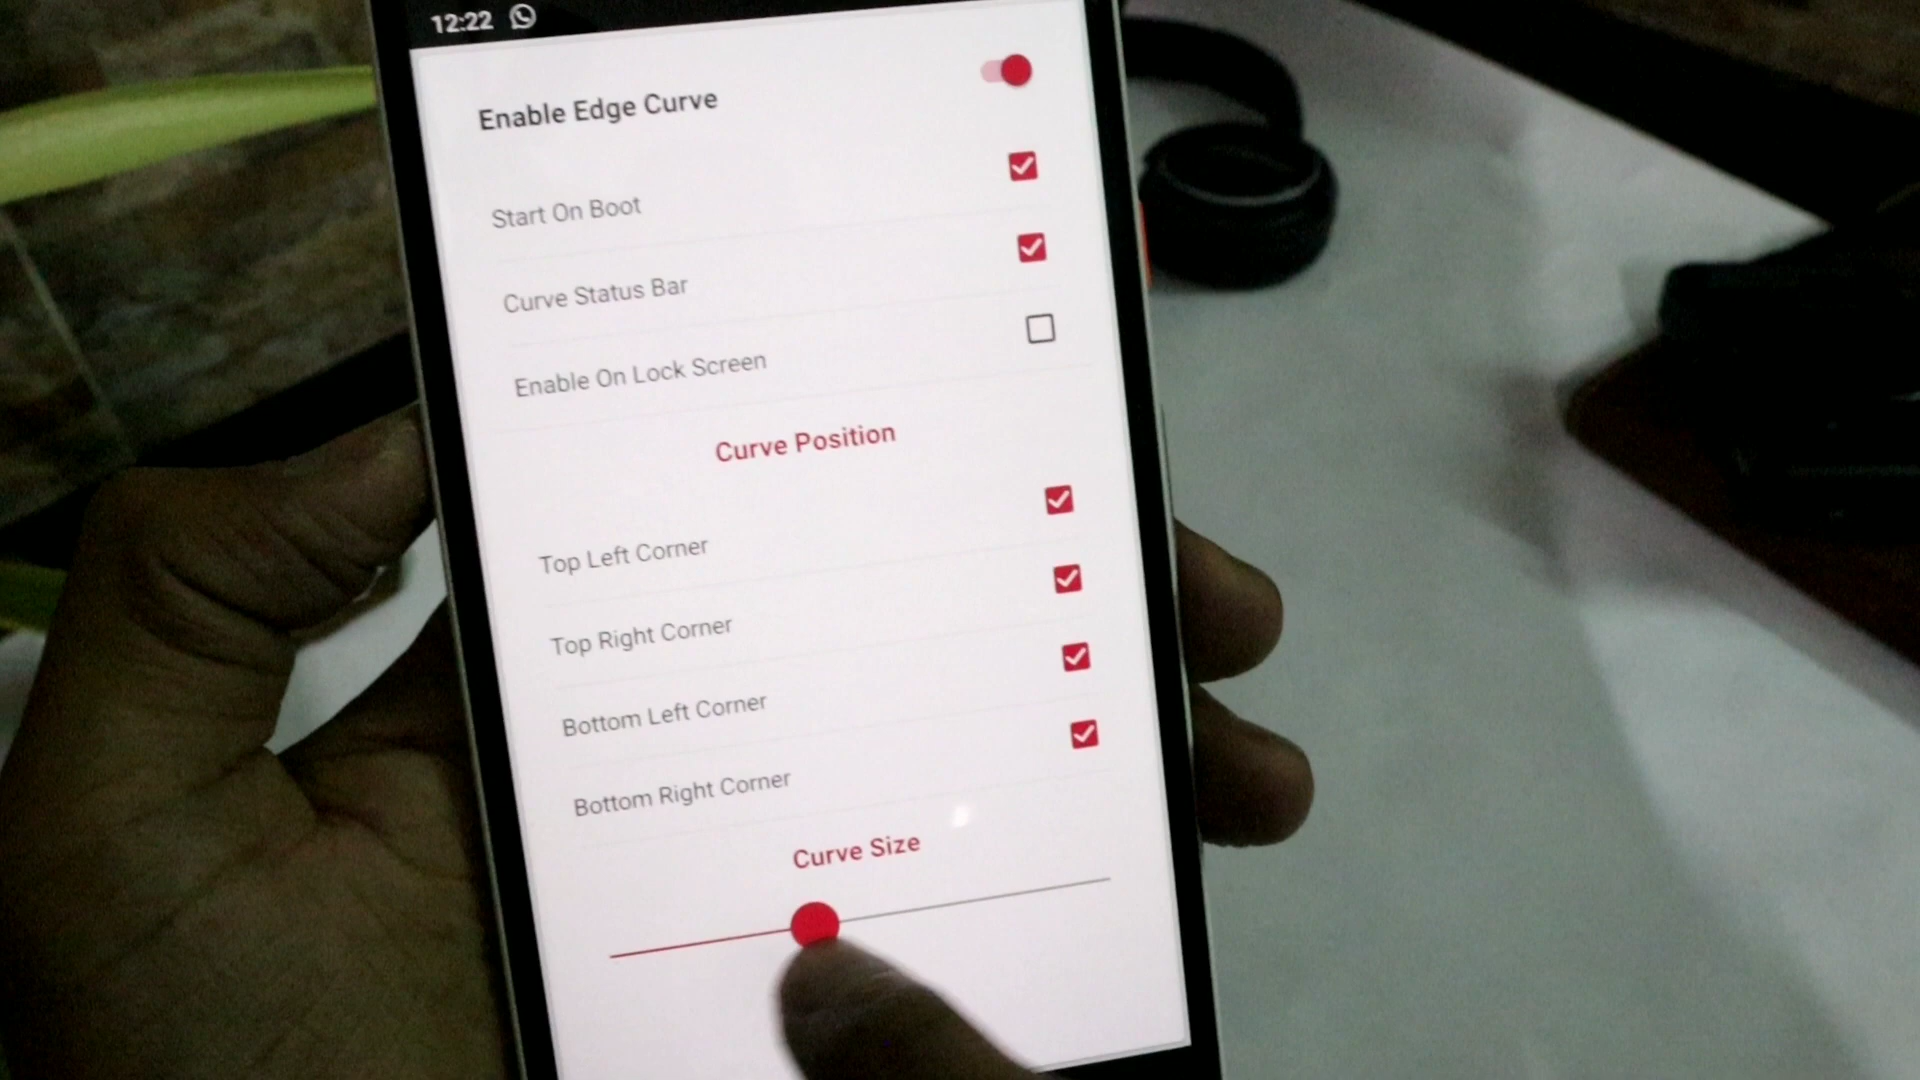 12:22
Enable Edge Curve
Start On Boot
Curve Status Bar
Enable On Lock Screen
Curve Position
Top Left Corner
Top Right Corner
Bottom Left Corner
Bottom Right Corner
Curve Size